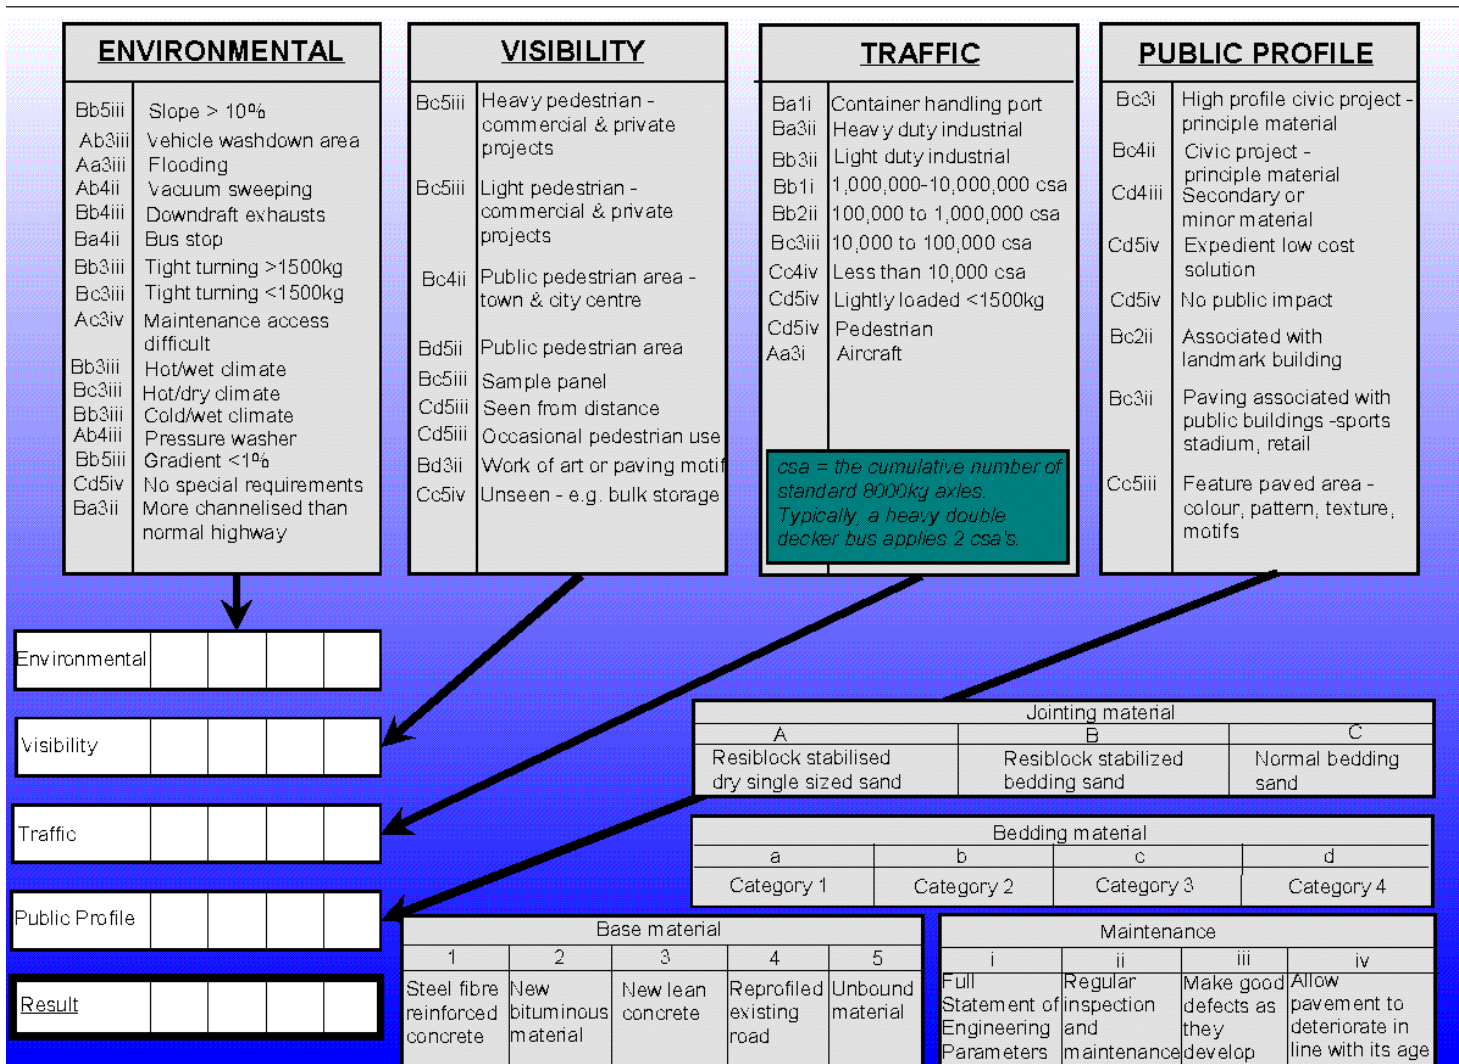 ENVIRONMENTAL
Bb5iii Slope > 10%
Ab3iii Vehicle washdown area
Aa3iii Flooding
Ab4ii Vacuum sweeping
Bb4iii Downdraft exhausts
Ba4ii Bus stop
Bb3iii Tight turning >1500kg
Bc3iii Tight turning <1500kg
Ac3iv Maintenance access
difficult
Bb3iii Hot/wet climate
Bc3iii Hot/dry climate
Bb3iii Cold/wet climate
Ab4iii Pressure washer
Bb5iii Gradient <1%
Cd5iv No special requirements
Ba3ii More channelised than
normal highway
VISIBILITY
Bc5iii Heavy pedestrian -
commercial & private
projects
Bc5iii Light pedestrian -
commercial & private
projects
Bc4ii Public pedestrian area -
town & city centre
Bd5ii Public pedestrian area
Bc5iii Sample panel
Cd5iii Seen from distance
Cd5iii Occasional pedestrian use
Bd3ii Work of art or paving motif
Cc5iv Unseen - e.g. bulk storage
TRAFFIC
Ba1i Container handling port
Ba3ii Heavy duty industrial
Bb3ii Light duty industrial
Bb1i 1,000,000-10,000,000 csa
Bb2ii 100,000 to 1,000,000 csa
Bc3iii 10,000 to 100,000 csa
Cc4iv Less than 10,000 csa
Cd5iv Lightly loaded <1500kg
Cd5iv Pedestrian
Aa3i Aircraft
csa = the cumulative number of
standard 8000kg axles.
Typically, a heavy double
decker bus applies 2 csa's.
PUBLIC PROFILE
Bc3i High profile civic project -
principle material
Bc4ii Civic project -
principle material
Cd4iii Secondary or
minor material
Cd5iv Expedient low cost
solution
Cd5iv No public impact
Bc2ii Associated with
landmark building
Bc3ii Paving associated with
public buildings -sports
stadium, retail
Cc5iii Feature paved area -
colour, pattern, texture,
motifs
Environmental
Visibility
Traffic
Public Profile
Result
Jointing material
A B C
Resiblock stabilised Resiblock stabilized Normal bedding
dry single sized sand bedding sand sand
Bedding material
a b c d
Category 1 Category 2 Category 3 Category 4
Base material
1 2 3 4 5
Steel fibre New New lean Reprofiled Unbound
reinforced bituminous concrete existing material
concrete material road
Maintenance
i ii iii iv
Full Regular Make good Allow
Statement of inspection defects as pavement to
Engineering and they deteriorate in
Parameters maintenance develop line with its age